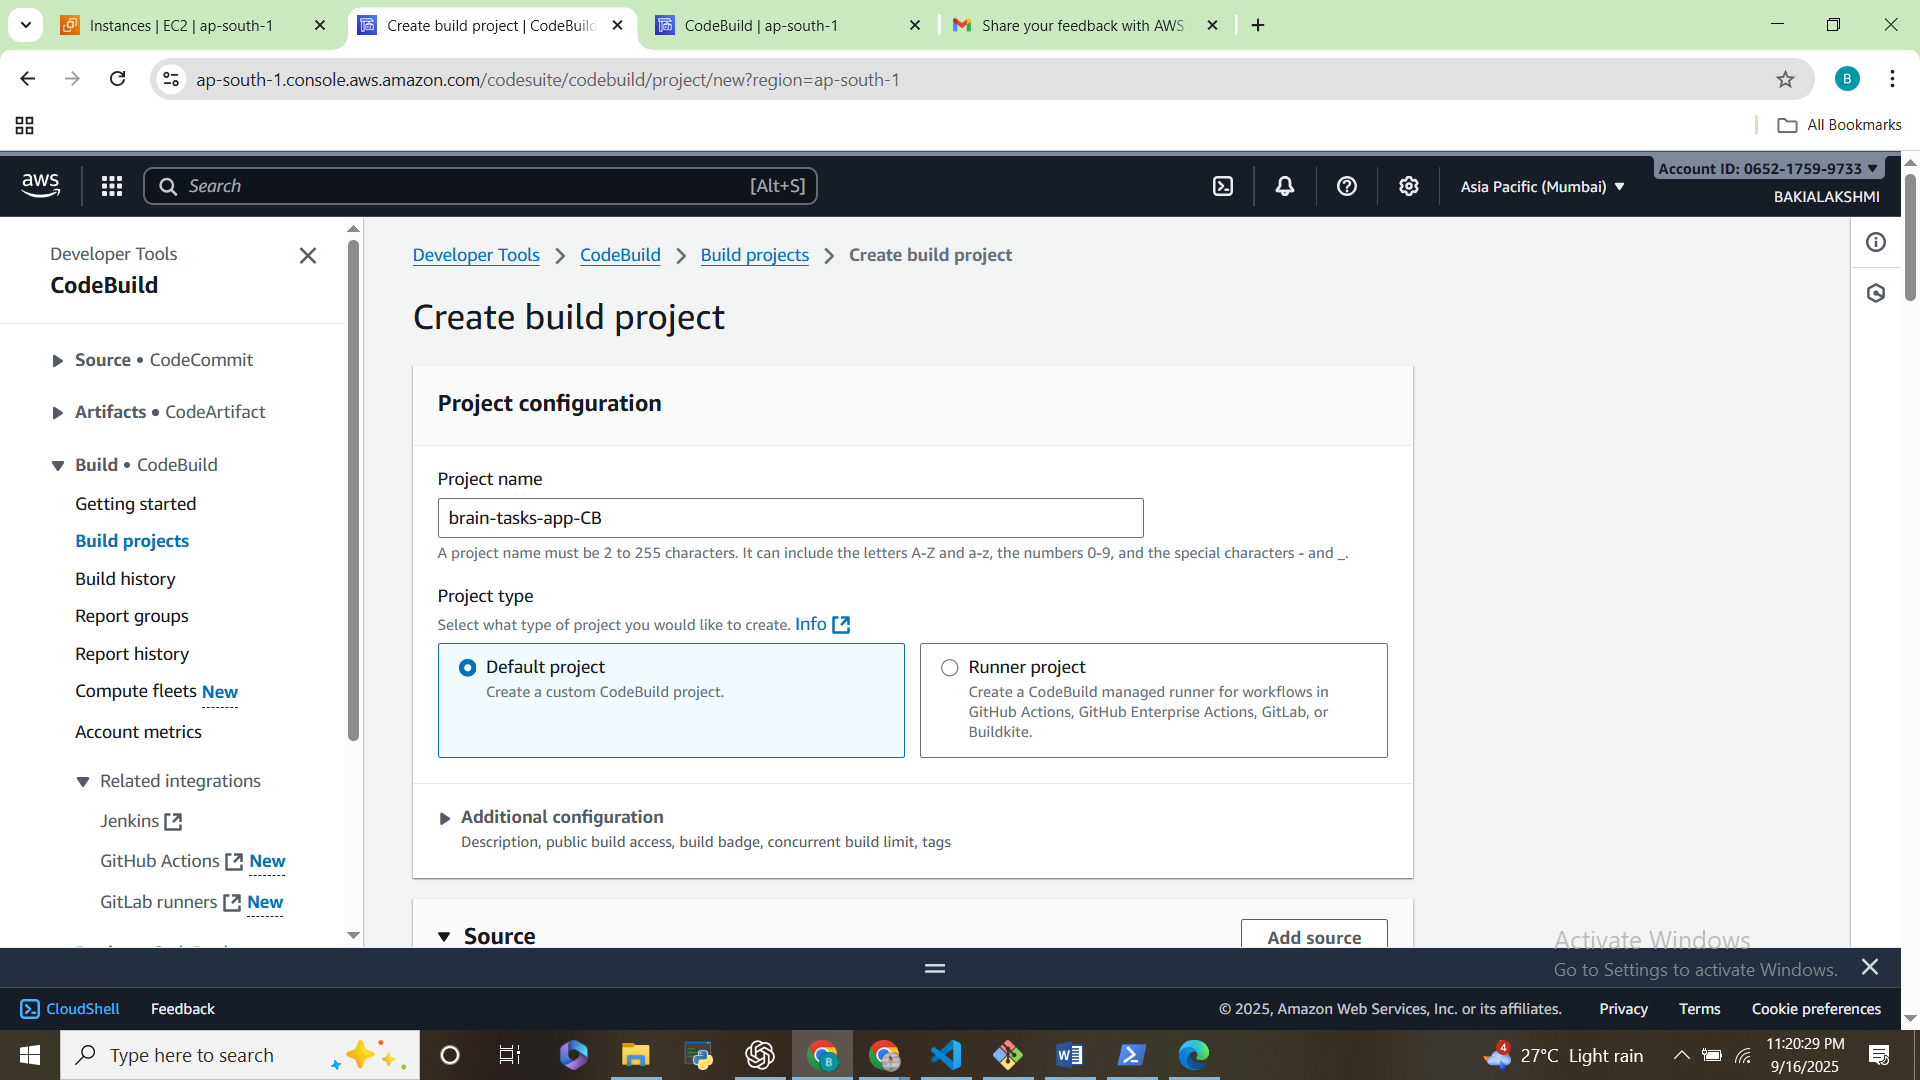 Instances | EC2 | ap-south-1
Create build project | CodeBuild
CodeBuild | ap-south-1
Share your feedback with AWS
ap-south-1.console.aws.amazon.com/codesuite/codebuild/project/new?region=ap-south-1
B
All Bookmarks
aws
Search
[Alt+S]
Asia Pacific (Mumbai)
Account ID: 0652-1759-9733
BAKIALAKSHMI
Developer Tools
CodeBuild
Source • CodeCommit
Artifacts • CodeArtifact
Build • CodeBuild
Getting started
Build projects
Build history
Report groups
Report history
Compute fleets New
Account metrics
Related integrations
Jenkins
GitHub Actions New
GitLab runners New
Developer Tools > CodeBuild > Build projects > Create build project
Create build project
Project configuration
Project name
brain-tasks-app-CB
A project name must be 2 to 255 characters. It can include the letters A-Z and a-z, the numbers 0-9, and the special characters - and _.
Project type
Select what type of project you would like to create. Info
Default project
Create a custom CodeBuild project.
Runner project
Create a CodeBuild managed runner for workflows in
GitHub Actions, GitHub Enterprise Actions, GitLab, or
Buildkite.
Additional configuration
Description, public build access, build badge, concurrent build limit, tags
Source
Add source
Activate Windows
Go to Settings to activate Windows.
CloudShell
Feedback
© 2025, Amazon Web Services, Inc. or its affiliates.
Privacy
Terms
Cookie preferences
Type here to search
B
4
27°C Light rain
11:20:29 PM
9/16/2025